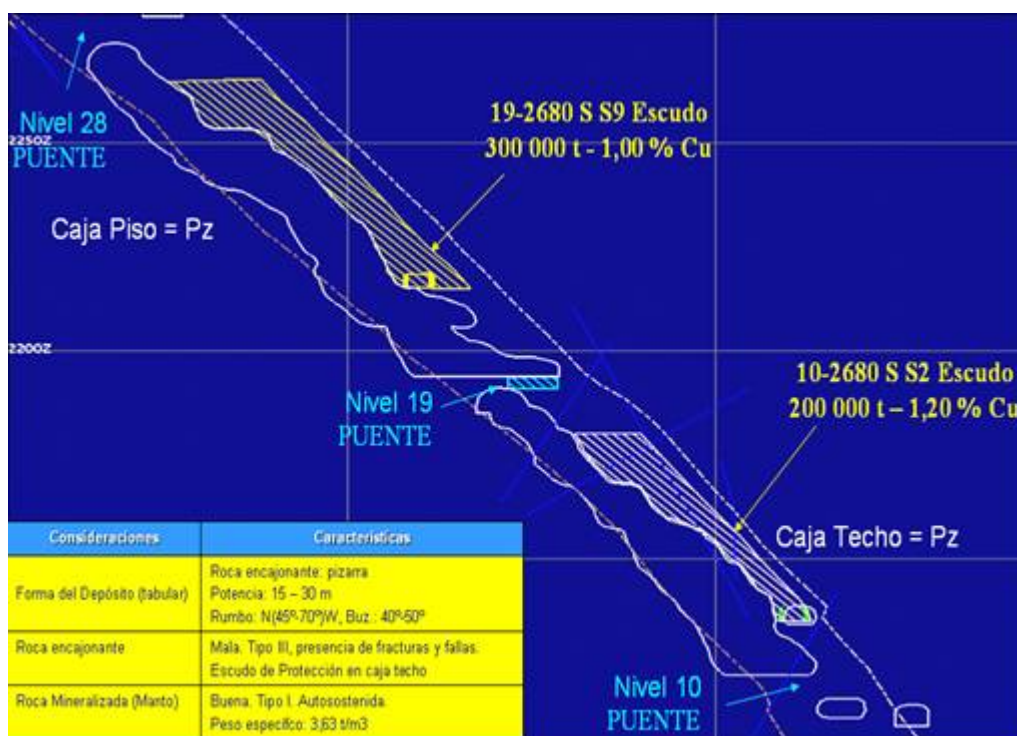 Nivel 28
PUENTE
2250Z
19-2680 S S9 Escudo
300 000 t - 1,00 % Cu
Caja Piso = Pz
2200Z
Nivel 19
PUENTE
10-2680 S S2 Escudo
200 000 t – 1,20 % Cu
Caja Techo = Pz
Nivel 10
PUENTE
Consideraciones
Características
Forma del Depósito (tabular)
Roca encajonante: pizarra
Potencia: 15 – 30 m
Rumbo: N(45º-70º)W, Buz.: 40º-50º
Roca encajonante
Mala. Tipo III, presencia de fracturas y fallas.
Escudo de Protección en caja techo
Roca Mineralizada (Manto)
Buena. Tipo I. Autosostenida.
Peso específco: 3,63 t/m3